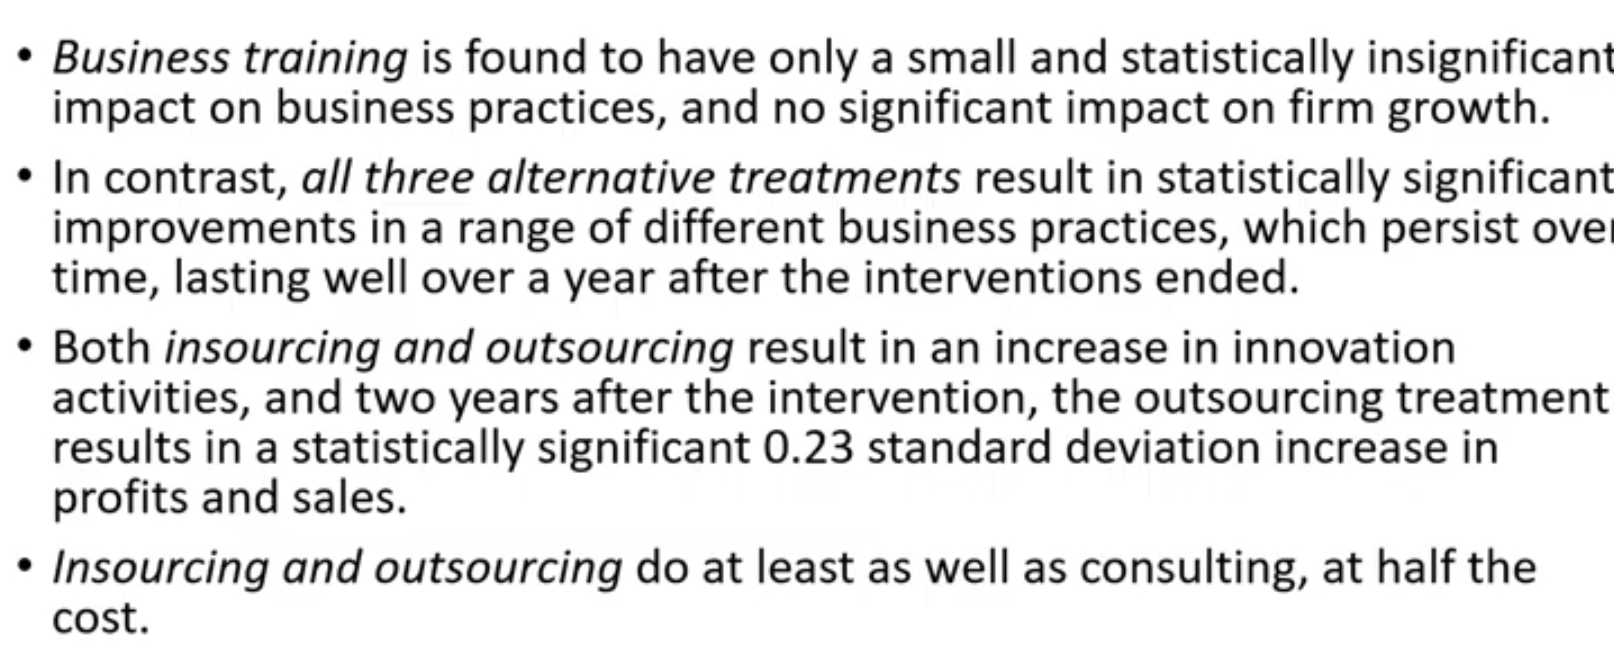 • Business training is found to have only a small and statistically insignificant
impact on business practices, and no significant impact on firm growth.
• In contrast, all three alternative treatments result in statistically significant
improvements in a range of different business practices, which persist over
time, lasting well over a year after the interventions ended.
• Both insourcing and outsourcing result in an increase in innovation
activities, and two years after the intervention, the outsourcing treatment
results in a statistically significant 0.23 standard deviation increase in
profits and sales.
• Insourcing and outsourcing do at least as well as consulting, at half the
cost.